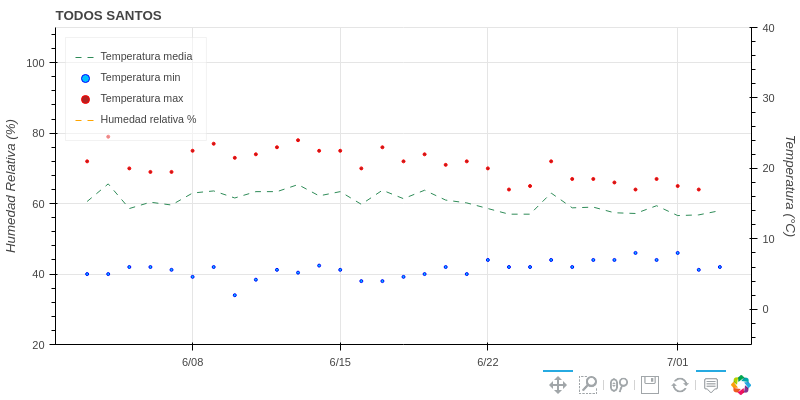 TODOS SANTOS
Temperatura media
Temperatura min
Temperatura max
Humedad relativa %
Humedad Relativa (%)
100
80
60
40
20
Temperatura (°C)
40
30
20
10
0
6/08
6/15
6/22
7/01